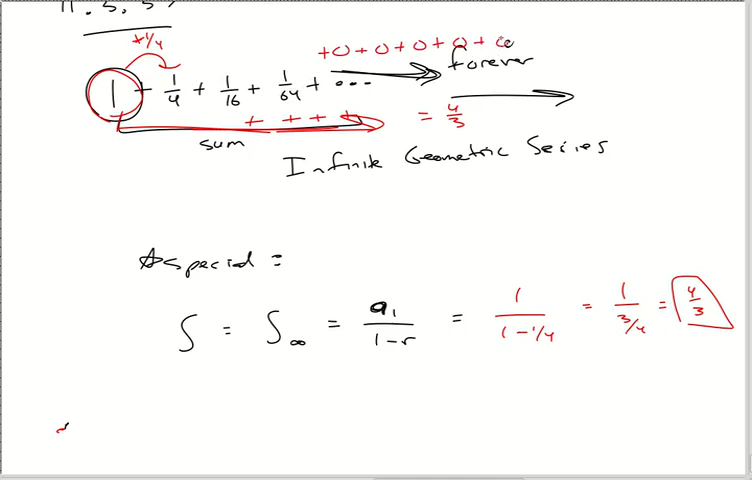 ×1/4
+0+0+0+0+0
1 + 1/4 + 1/16 + 1/64 + ... forever
+ + + +
= 4/3
sum
Infinite Geometric Series
*special =
S = S∞ = a₁/(1-r) = 1/(1-1/4) = 1/(3/4) = 4/3